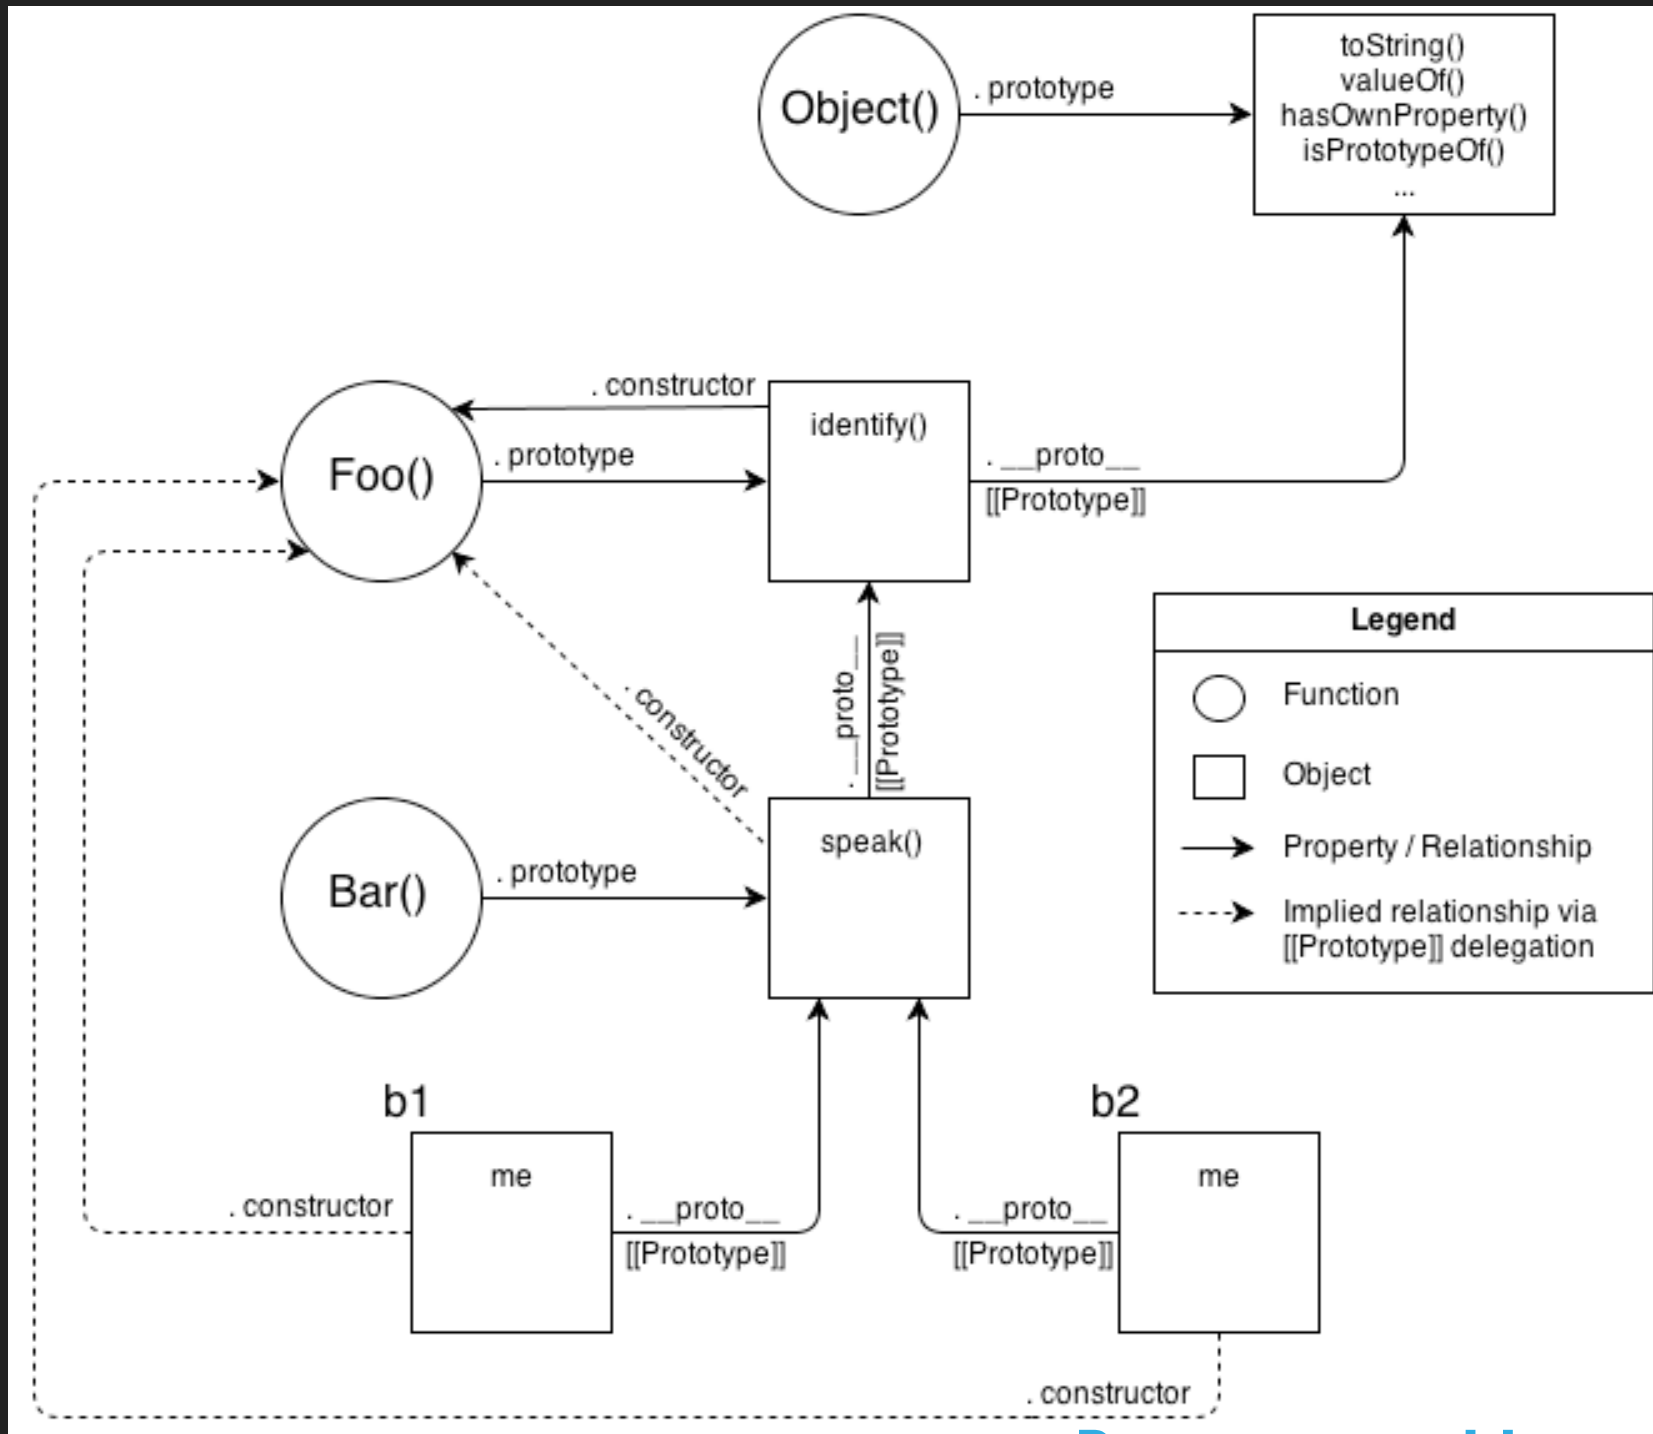 Object()
. prototype
toString()
valueOf()
hasOwnProperty()
isPrototypeOf()
...
. constructor
Foo()
. prototype
identify()
. __proto__
[[Prototype]]
. constructor
. __proto__
[[Prototype]]
Legend
Function
Object
Property / Relationship
Implied relationship via
[[Prototype]] delegation
Bar()
. prototype
speak()
b1
me
. constructor
. __proto__
[[Prototype]]
b2
me
. __proto__
[[Prototype]]
. constructor